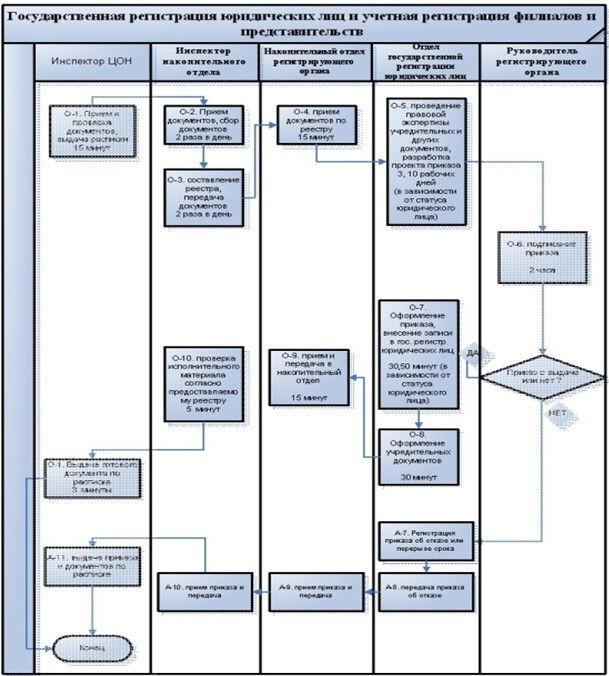 Государственная регистрация юридических лиц и учетная регистрация филиалов и
представительств
Инспектор ЦОН
Инспектор
накопительного
отдела
Накопительный отдел
регистрирующего
органа
Отдел
государственной
регистрации
юридических лиц
Руководитель
регистрирующего
органа
О-1. Прием и
проверка
документов,
выдача расписки
15 минут
О-2. Прием
документов, сбор
документов
2 раза в день
О-3. составление
реестра,
передача
документов
2 раза в день
О-4. прием
документов по
реестру
15 минут
О-5. проведение
правовой
экспертизы
учредительных и
других документов,
разработка
проекта приказа
3, 10 рабочих
дней
(в зависимости
от статуса
юридического
лица)
О-6. подписание
приказа
2 часа
Приказ о выдаче
или нет ?
ДА
НЕТ
О-7.
Оформление
приказа,
внесение записи
в гос. регистр
юридических лиц
30,50 минут (в
зависимости от
статуса
юридического
лица)
О-8.
Оформление
учредительных
документов
30 минут
О-9. прием и
передача в
накопительный
отдел
15 минут
О-10. проверка
исполнительного
материала
согласно
предоставляе
му реестру
5 минут
Выдача готового
документа по
расписке
3 минуты
А-7. Регистрация
приказа об отказе или
перерыве срока
А-8. передача приказа
об отказе
А-9. прием приказа и
передача
А-10. прием приказа и
передача
А-11. выдача приказа
и документов по
расписке
Конец